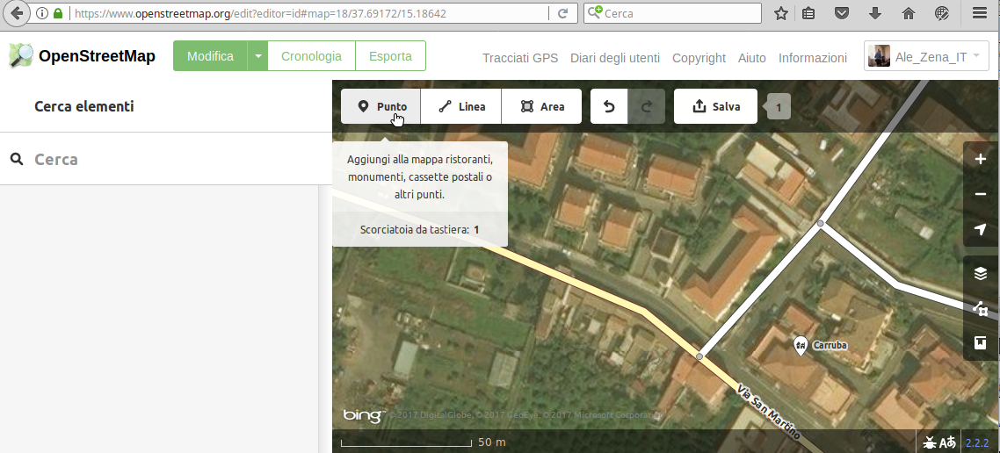 https://www.openstreetmap.org/edit?editor=id#map=18/37.69172/15.18642
Cerca
OpenStreetMap
Modifica
Cronologia
Esporta
Tracciati GPS
Diari degli utenti
Copyright
Aiuto
Informazioni
Ale_Zena_IT
Cerca elementi
Cerca
Punto
Linea
Area
Salva
1
Aggiungi alla mappa ristoranti,
monumenti, cassette postali o
altri punti.
Scorciatoia da tastiera: 1
Carruba
Via San Martino
bing
© 2017 DigitalGlobe, © 2017 GeoEye, © 2017 Microsoft Corporation
50 m
2.2.2